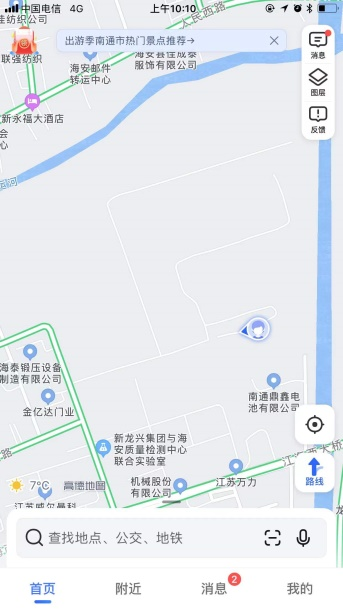 中国电信 4G 上午10:10
佳纺织公司
联强纺织
出游季南通市热门景点推荐→
人民西路
海安邮件
转运中心
海安县佳成泰
服饰有限公司
消息
图层
反馈
新永福大酒店
会
心
运河
海泰锻压设备
制造有限公司
金亿达门业
南通鼎鑫电
池有限公司
新龙兴集团与海
安质量检测中心
联合实验室
机械股份
有限公司
江苏万力
路
7°C
高德地图
江苏威尔曼科
路线
查找地点、公交、地铁
首页
附近
消息
2
我的